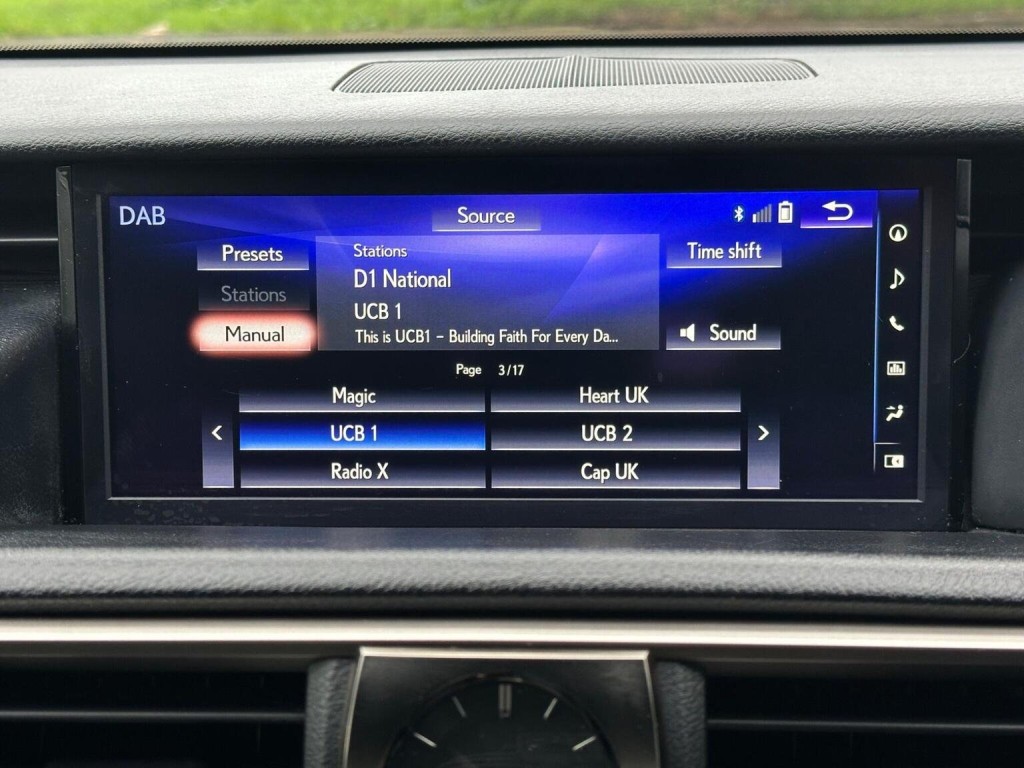 DAB
Source
Presets
Stations
Manual
Stations
D1 National
UCB 1
This is UCB1 - Building Faith For Every Da...
Time shift
Sound
Page 3/17
Magic
Heart UK
< UCB 1
UCB 2 >
Radio X
Cap UK